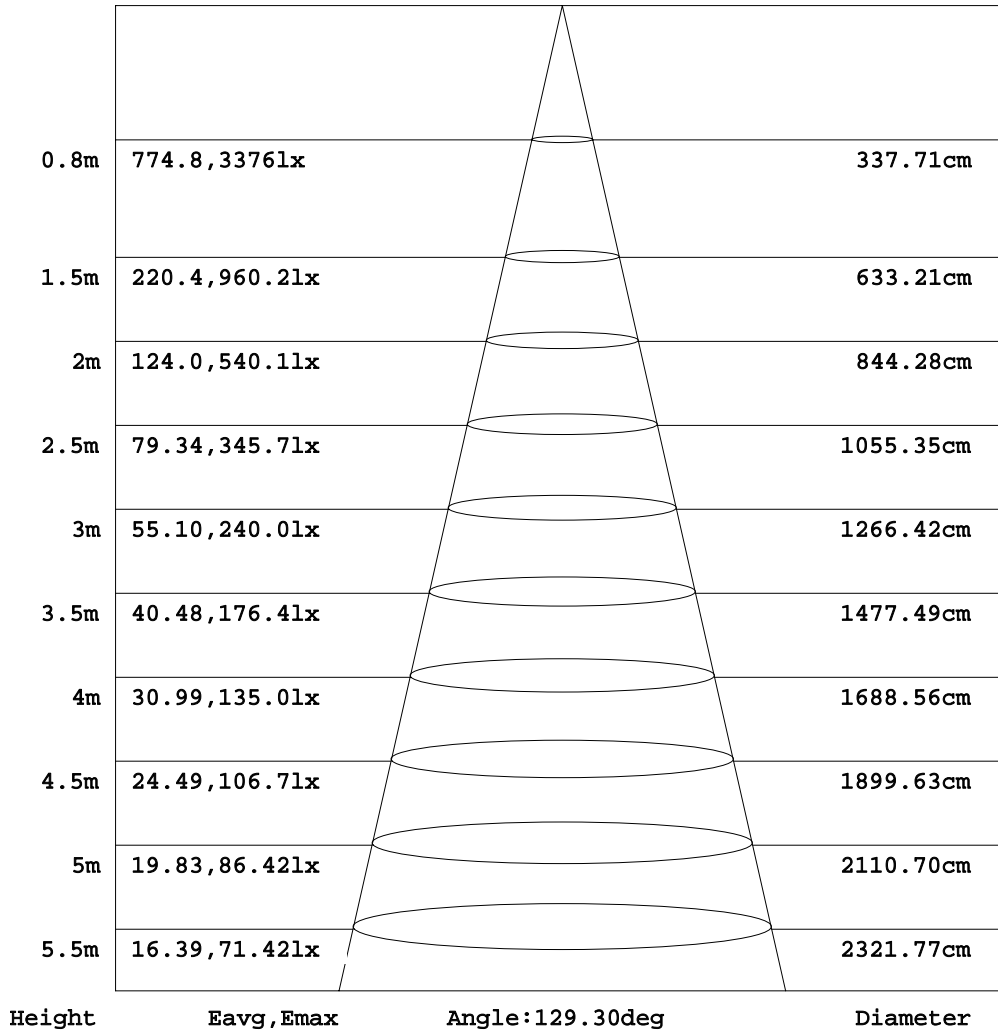 0.8m 774.8,3376lx 337.71cm
1.5m 220.4,960.2lx 633.21cm
2m 124.0,540.1lx 844.28cm
2.5m 79.34,345.7lx 1055.35cm
3m 55.10,240.0lx 1266.42cm
3.5m 40.48,176.4lx 1477.49cm
4m 30.99,135.0lx 1688.56cm
4.5m 24.49,106.7lx 1899.63cm
5m 19.83,86.42lx 2110.70cm
5.5m 16.39,71.42lx 2321.77cm
Height Eavg,Emax Angle:129.30deg Diameter